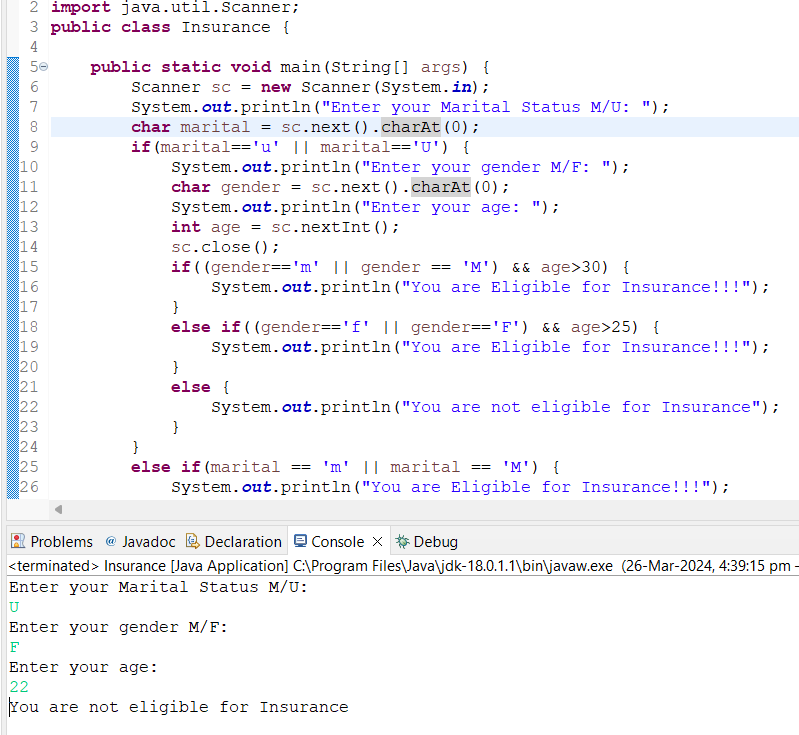 2 import java.util.Scanner;
3 public class Insurance {
4
5 public static void main(String[] args) {
6 Scanner sc = new Scanner(System.in);
7 System.out.println("Enter your Marital Status M/U: ");
8 char marital = sc.next().charAt(0);
9 if(marital=='u' || marital=='U') {
10 System.out.println("Enter your gender M/F: ");
11 char gender = sc.next().charAt(0);
12 System.out.println("Enter your age: ");
13 int age = sc.nextInt();
14 sc.close();
15 if((gender=='m' || gender == 'M') && age>30) {
16 System.out.println("You are Eligible for Insurance!!!");
17 }
18 else if((gender=='f' || gender=='F') && age>25) {
19 System.out.println("You are Eligible for Insurance!!!");
20 }
21 else {
22 System.out.println("You are not eligible for Insurance");
23 }
24 }
25 else if(marital == 'm' || marital == 'M') {
26 System.out.println("You are Eligible for Insurance!!!");
Problems @ Javadoc Declaration Console Debug
<terminated> Insurance [Java Application] C:\Program Files\Java\jdk-18.0.1.1\bin\javaw.exe (26-Mar-2024, 4:39:15 pm –
Enter your Marital Status M/U:
U
Enter your gender M/F:
F
Enter your age:
22
You are not eligible for Insurance